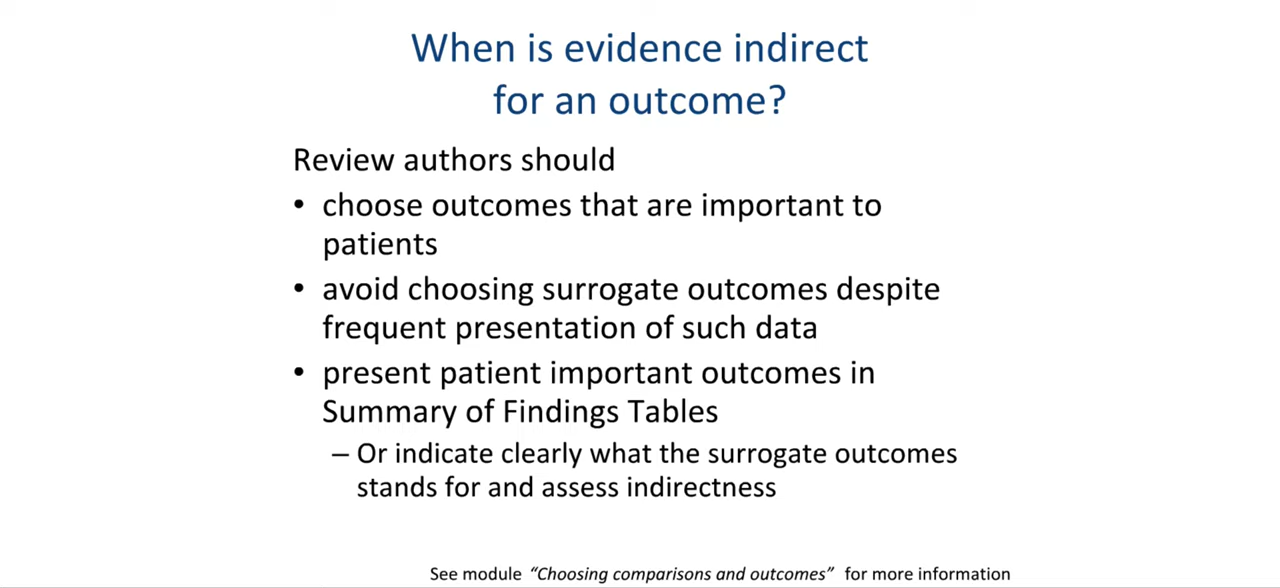 When is evidence indirect
for an outcome?
Review authors should
• choose outcomes that are important to
patients
• avoid choosing surrogate outcomes despite
frequent presentation of such data
• present patient important outcomes in
Summary of Findings Tables
– Or indicate clearly what the surrogate outcomes
stands for and assess indirectness
See module “Choosing comparisons and outcomes” for more information